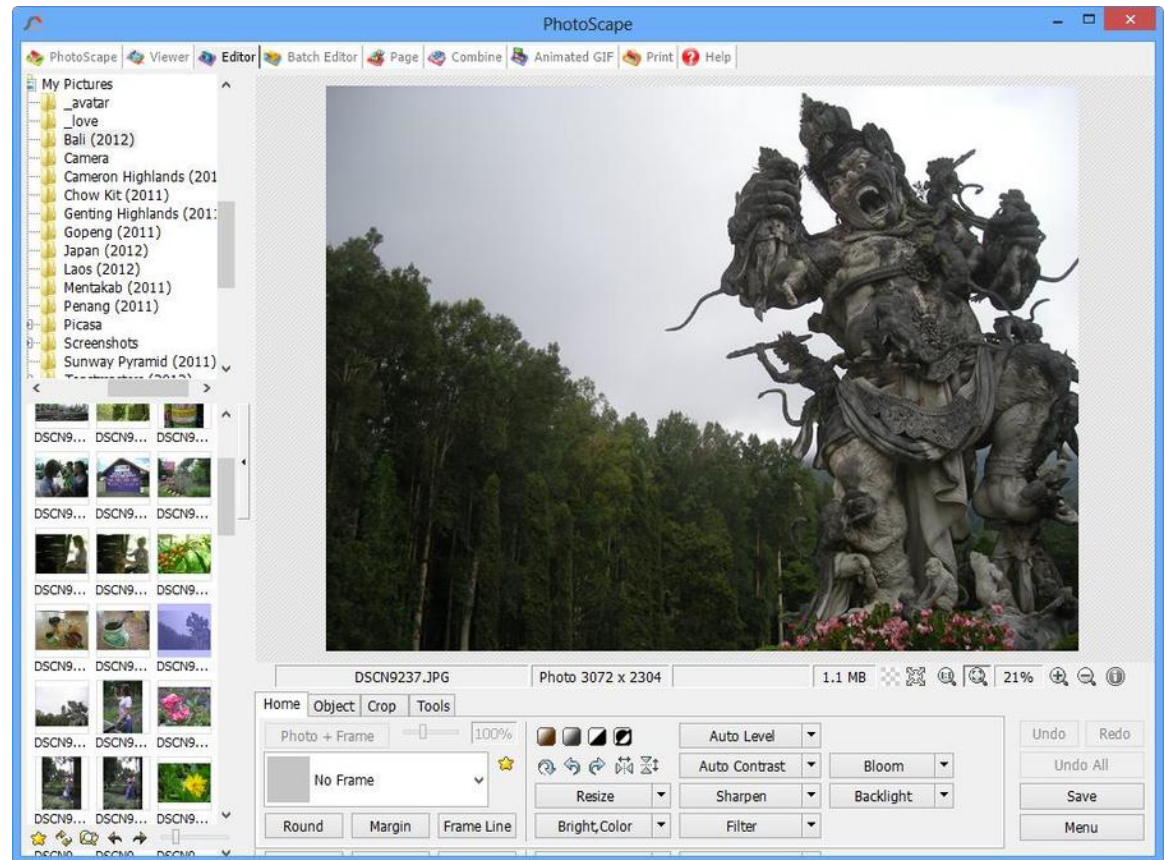 PhotoScape
PhotoScape Viewer Editor Batch Editor Page Combine Animated GIF Print Help
My Pictures
_avatar
_love
Bali (2012)
Camera
Cameron Highlands (201
Chow Kit (2011)
Genting Highlands (201
Gopeng (2011)
Japan (2012)
Laos (2012)
Mentakab (2011)
Penang (2011)
Picasa
Screenshots
Sunway Pyramid (2011)
DSCN9... DSCN9... DSCN9...
DSCN9... DSCN9... DSCN9...
DSCN9... DSCN9... DSCN9...
DSCN9... DSCN9... DSCN9...
DSCN9... DSCN9... DSCN9...
DSCN9... DSCN9... DSCN9...
DSCN9237.JPG Photo 3072 x 2304 1.1 MB 21%
Home Object Crop Tools
Photo + Frame 100% Auto Level Undo Redo
No Frame Auto Contrast Bloom Undo All
Resize Sharpen Backlight Save
Round Margin Frame Line Bright,Color Filter Menu